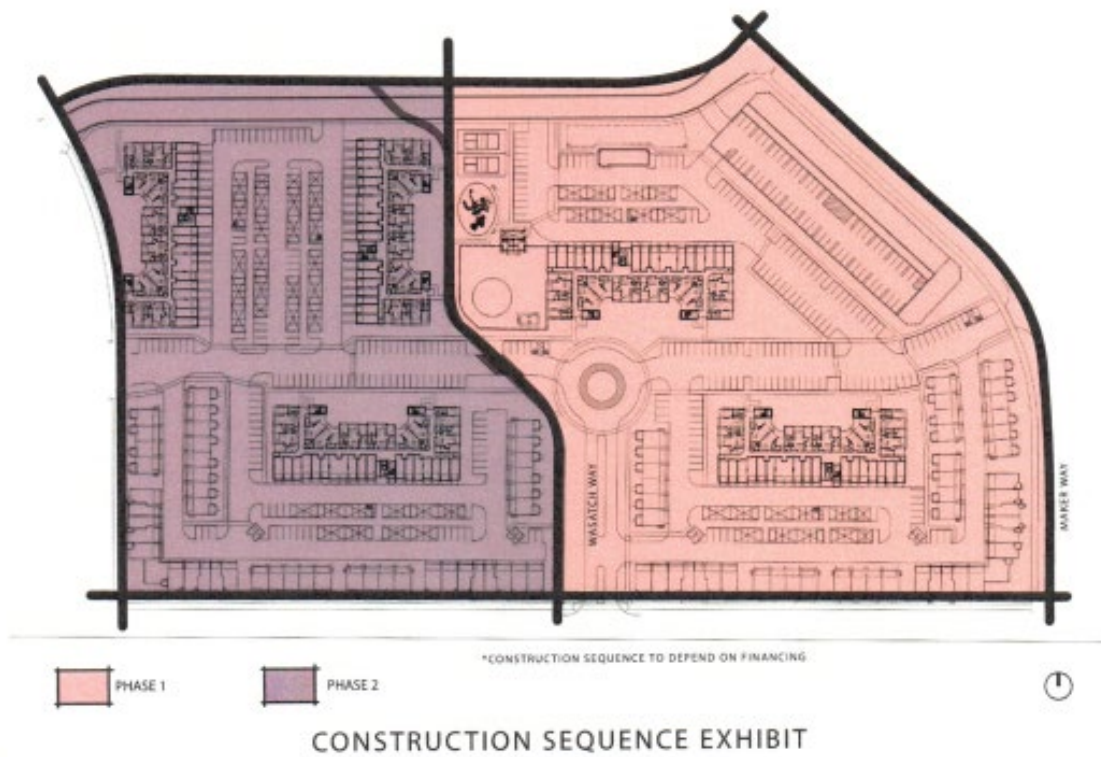 WASATCH WAY
MAKER WAY
*CONSTRUCTION SEQUENCE TO DEPEND ON FINANCING
PHASE 1
PHASE 2
CONSTRUCTION SEQUENCE EXHIBIT